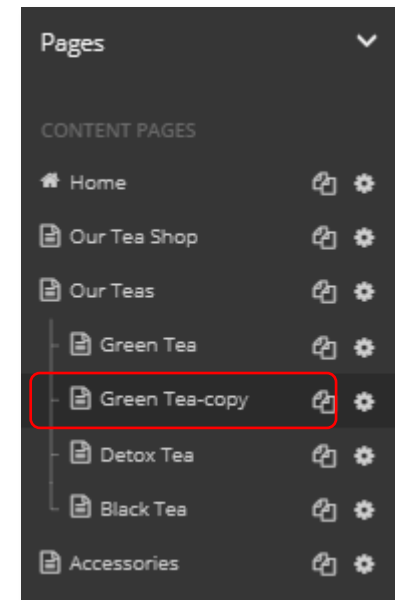 Pages
CONTENT PAGES
Home
Our Tea Shop
Our Teas
Green Tea
Green Tea-copy
Detox Tea
Black Tea
Accessories